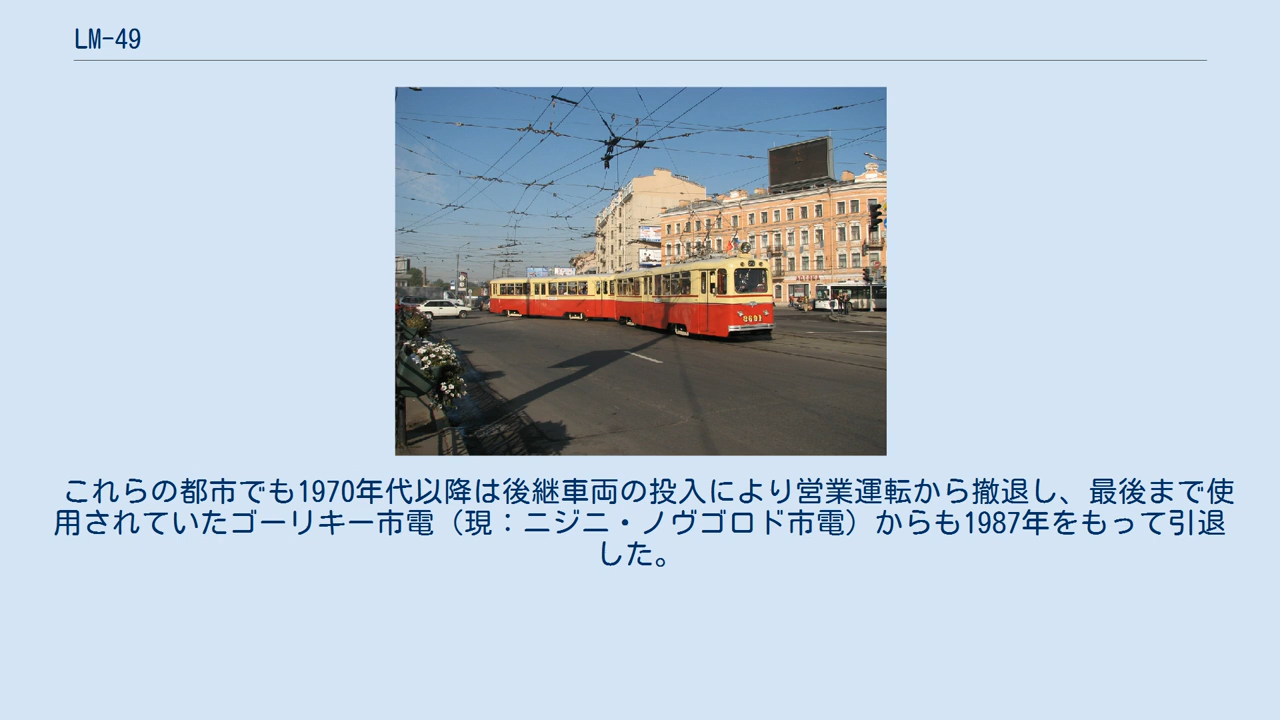 LM-49
これらの都市でも1970年代以降は後継車両の投入により営業運転から撤退し、最後まで使
用されていたゴーリキー市電（現：ニジニ・ノヴゴロド市電）からも1987年をもって引退
した。